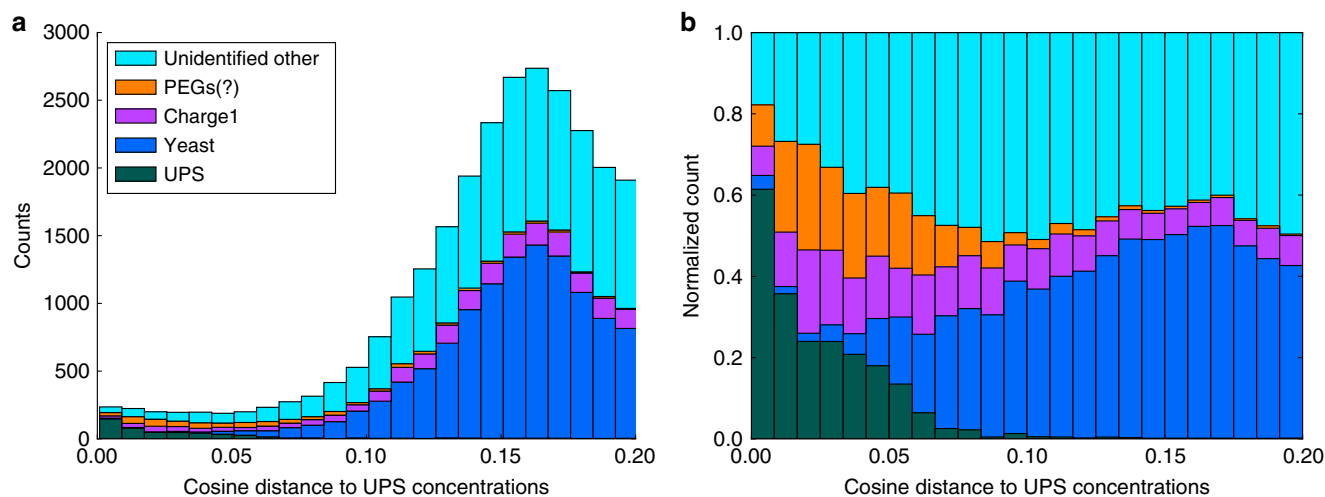 a
3000
2500
2000
1500
1000
500
0
Counts
Unidentified other
PEGs(?)
Charge1
Yeast
UPS
0.00 0.05 0.10 0.15 0.20
Cosine distance to UPS concentrations
b
1.0
0.8
0.6
0.4
0.2
0.0
Normalized count
0.00 0.05 0.10 0.15 0.20
Cosine distance to UPS concentrations